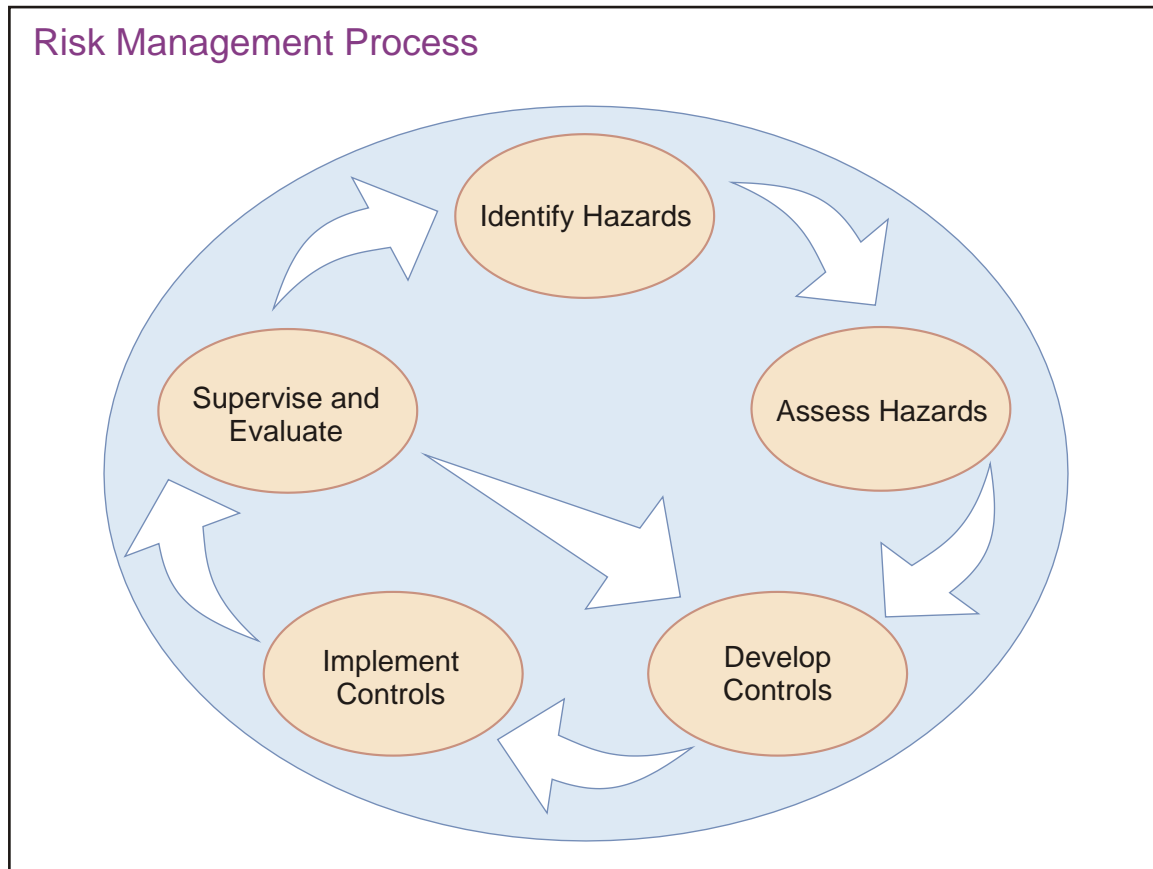 Risk Management Process
Identify Hazards
Assess Hazards
Develop
Controls
Implement
Controls
Supervise and
Evaluate